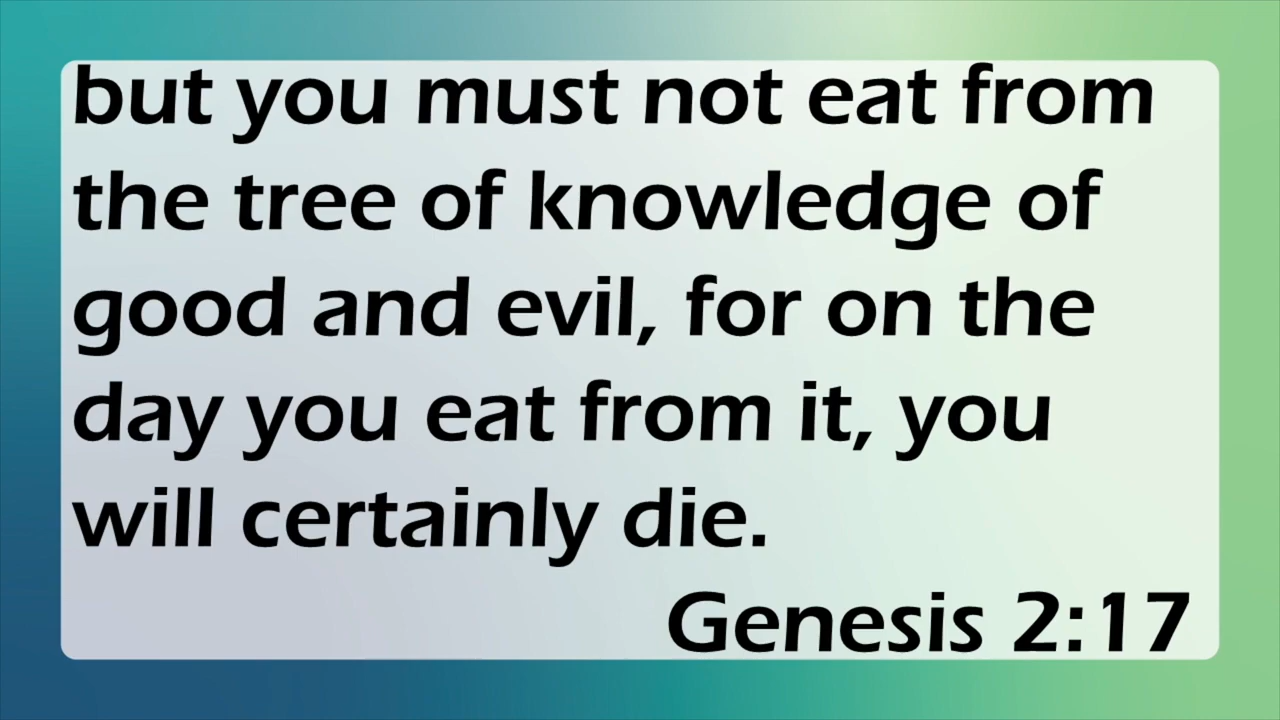 but you must not eat from
the tree of knowledge of
good and evil, for on the
day you eat from it, you
will certainly die.
Genesis 2:17